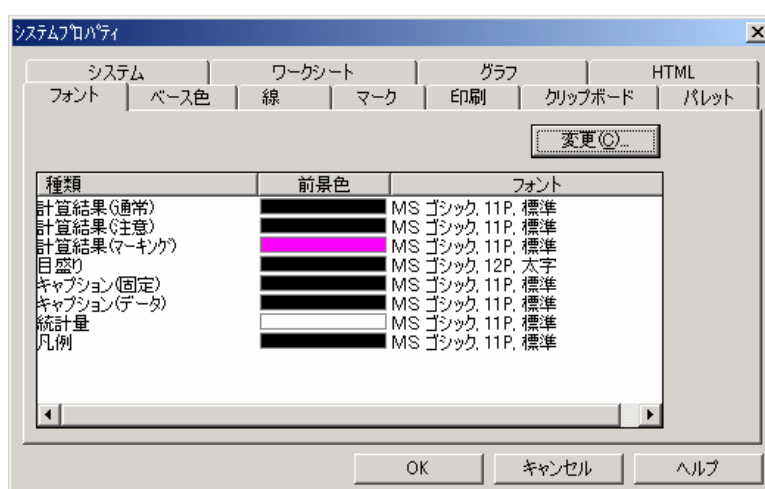 システムプロパティ
システム ワークシート グラフ HTML
フォント ベース色 線 マーク 印刷 クリップボード パレット
変更(C)...
種類 前景色 フォント
計算結果(通常) MS ゴシック, 11P, 標準
計算結果(注意) MS ゴシック, 11P, 標準
計算結果(マーキング) MS ゴシック, 11P, 標準
目盛り MS ゴシック, 12P, 太字
キャプション(固定) MS ゴシック, 11P, 標準
キャプション(データ) MS ゴシック, 11P, 標準
統計量 MS ゴシック, 11P, 標準
凡例 MS ゴシック, 11P, 標準
OK キャンセル ヘルプ